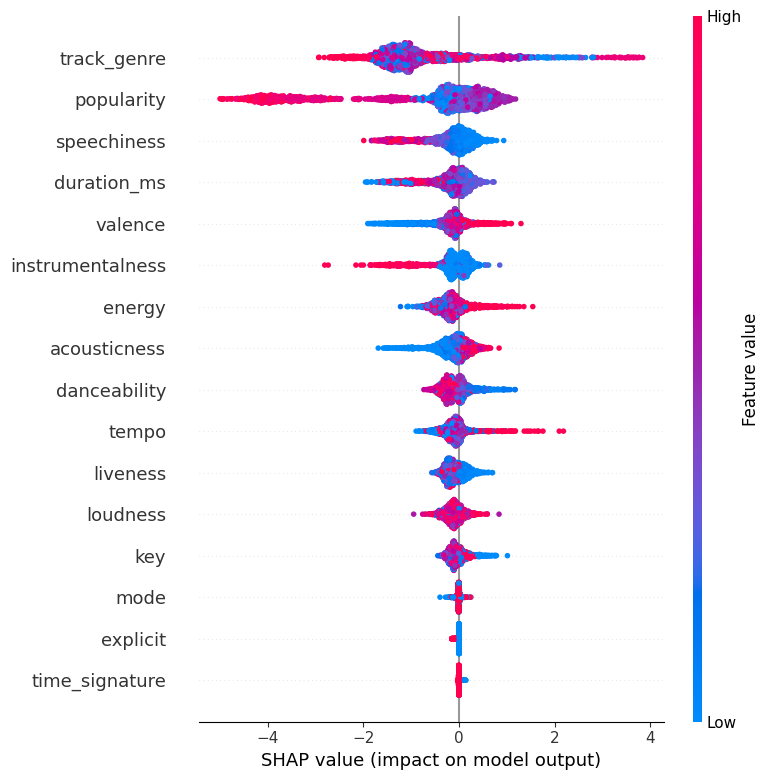 High
track_genre
popularity
speechiness
duration_ms
valence
instrumentalness
energy
acousticness
danceability
tempo
liveness
loudness
key
mode
explicit
time_signature
Feature value
Low
−4 −2 0 2 4
SHAP value (impact on model output)